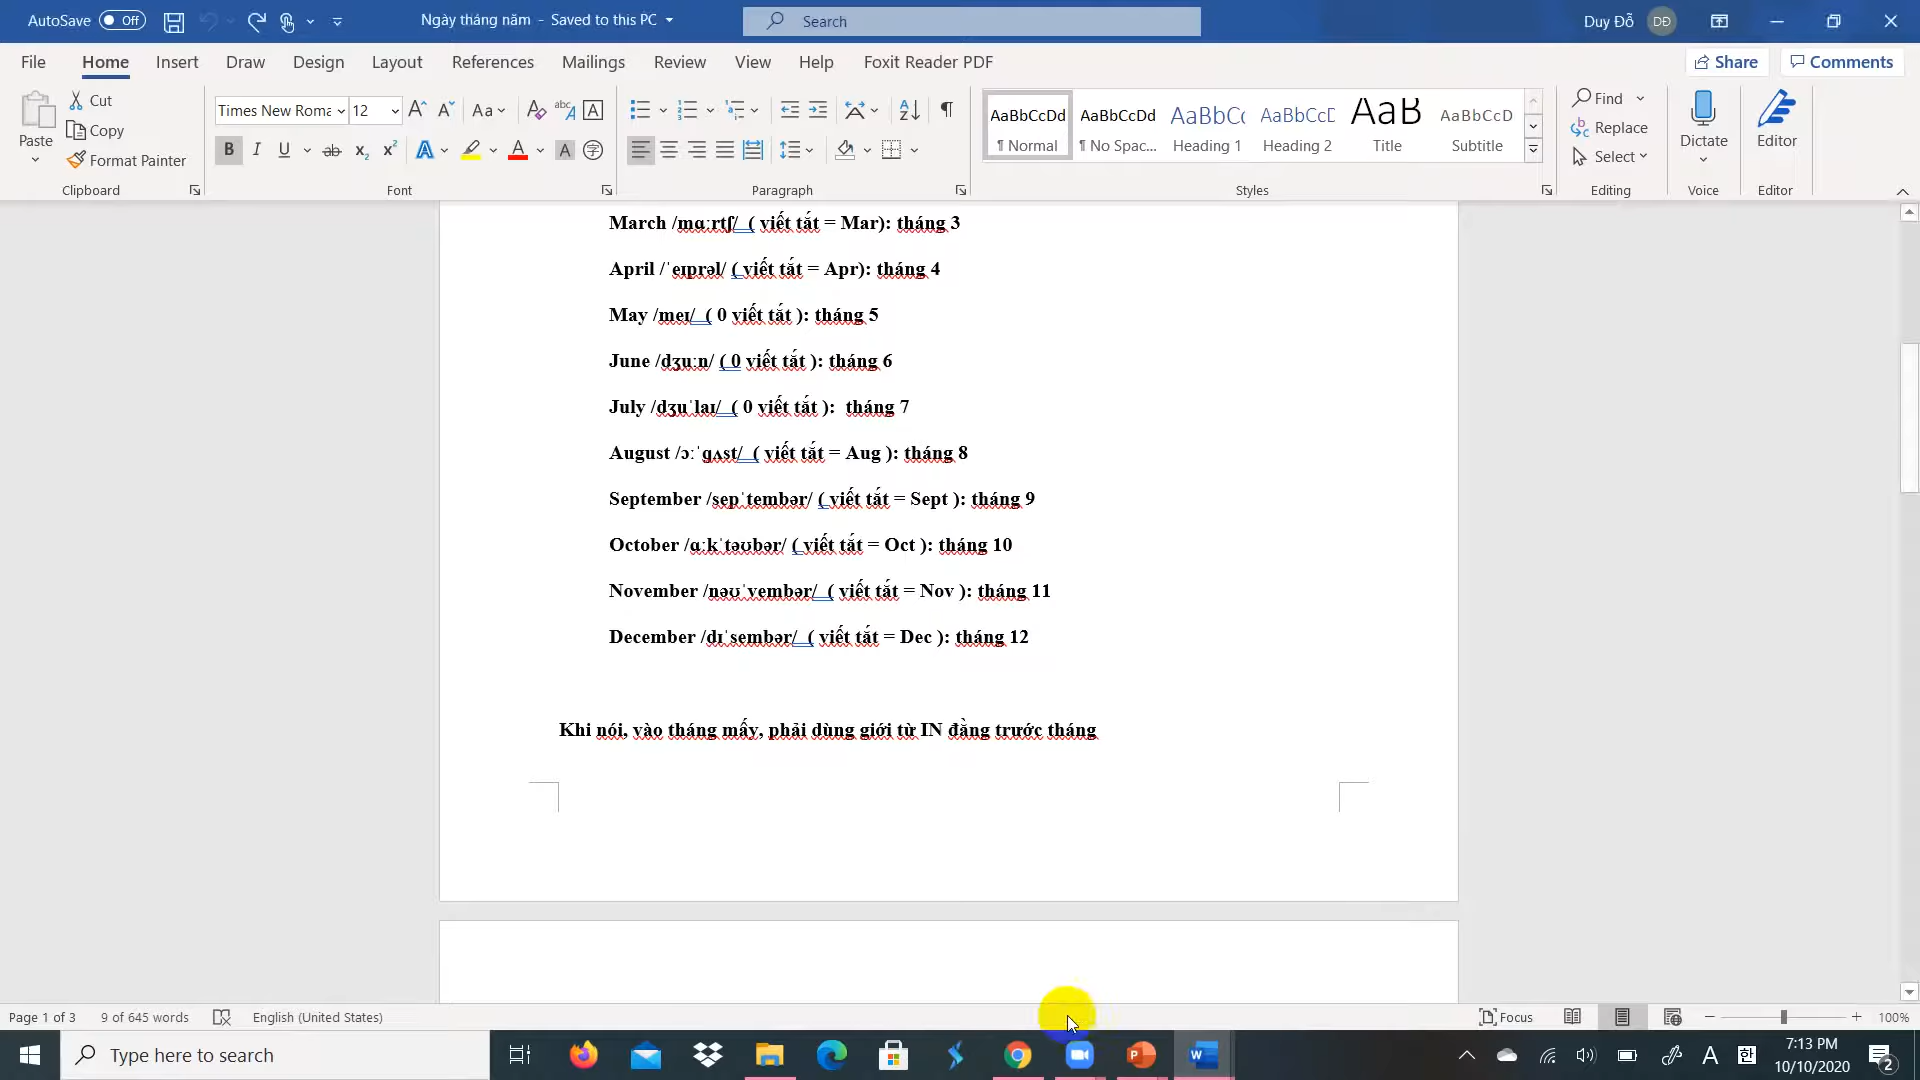 AutoSave Off Ngày tháng năm - Saved to this PC Search Duy Đỗ DĐ
File Home Insert Draw Design Layout References Mailings Review View Help Foxit Reader PDF Share Comments
Paste Cut Copy Format Painter
Times New Roma 12 Aa
B I U ab x₂ x² A A A
AaBbCcDd AaBbCcDd AaBbCc AaBbCcD AaB AaBbCcD
¶ Normal ¶ No Spac... Heading 1 Heading 2 Title Subtitle
Find Replace Select Dictate Editor
Clipboard Font Paragraph Styles Editing Voice Editor
March /mɑːrtʃ/ ( viết tắt = Mar): tháng 3
April /ˈeɪprəl/ ( viết tắt = Apr): tháng 4
May /meɪ/ ( 0 viết tắt ): tháng 5
June /dʒuːn/ ( 0 viết tắt ): tháng 6
July /dʒuˈlaɪ/ ( 0 viết tắt ): tháng 7
August /ɔːˈɡʌst/ ( viết tắt = Aug ): tháng 8
September /sepˈtembər/ ( viết tắt = Sept ): tháng 9
October /ɑːkˈtəʊbər/ ( viết tắt = Oct ): tháng 10
November /nəʊˈvembər/ ( viết tắt = Nov ): tháng 11
December /dɪˈsembər/ ( viết tắt = Dec ): tháng 12
Khi nói, vào tháng mấy, phải dùng giới từ IN đằng trước tháng
Page 1 of 3 9 of 645 words English (United States) Focus 100%
Type here to search A 한 7:13 PM
10/10/2020 2